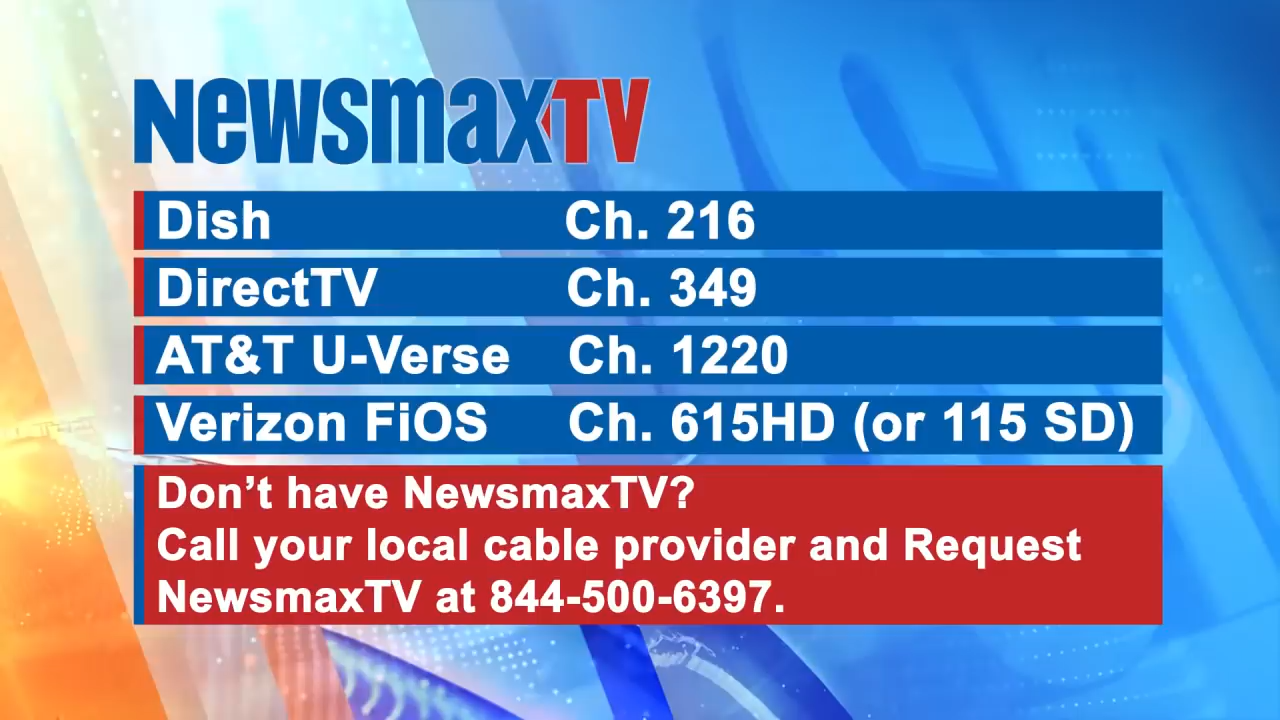 NewsmaxTV
Dish Ch. 216
DirectTV Ch. 349
AT&T U-Verse Ch. 1220
Verizon FiOS Ch. 615HD (or 115 SD)
Don’t have NewsmaxTV?
Call your local cable provider and Request
NewsmaxTV at 844-500-6397.